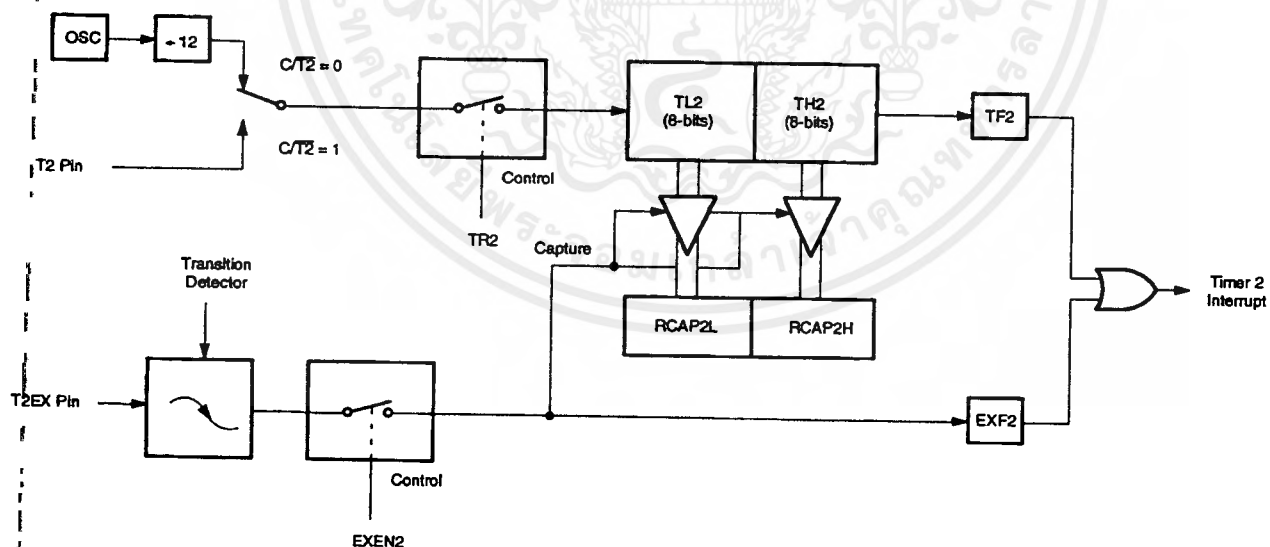 OSC
÷ 12
C/T2 = 0
C/T2 = 1
T2 Pin
Control
TR2
TL2
(8-bits)
TH2
(8-bits)
TF2
Capture
Transition
Detector
RCAP2L
RCAP2H
Timer 2
Interrupt
T2EX Pin
EXF2
Control
EXEN2